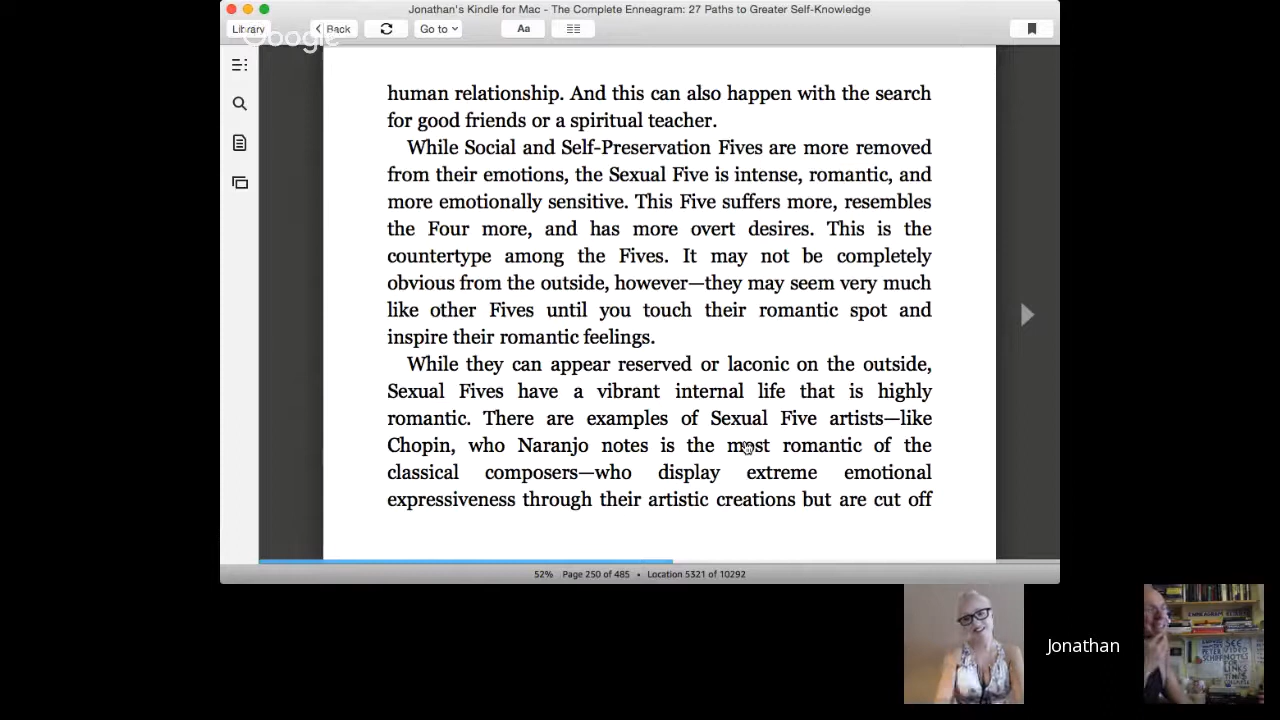 Jonathan's Kindle for Mac - The Complete Enneagram: 27 Paths to Greater Self-Knowledge
Library
Back
Go to
Aa
Google
human relationship. And this can also happen with the search
for good friends or a spiritual teacher.
While Social and Self-Preservation Fives are more removed
from their emotions, the Sexual Five is intense, romantic, and
more emotionally sensitive. This Five suffers more, resembles
the Four more, and has more overt desires. This is the
countertype among the Fives. It may not be completely
obvious from the outside, however—they may seem very much
like other Fives until you touch their romantic spot and
inspire their romantic feelings.
While they can appear reserved or laconic on the outside,
Sexual Fives have a vibrant internal life that is highly
romantic. There are examples of Sexual Five artists—like
Chopin, who Naranjo notes is the most romantic of the
classical composers—who display extreme emotional
expressiveness through their artistic creations but are cut off
52% Page 250 of 485 • Location 5321 of 10292
Jonathan
SEE
VIDEO
NOTES
FOR
LINKS
TIMES